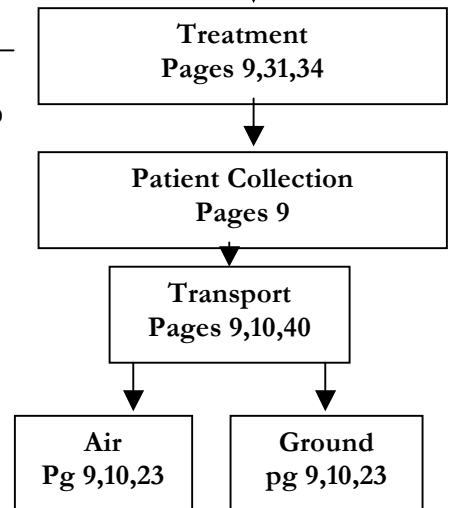 Treatment
Pages 9,31,34
Patient Collection
Pages 9
Transport
Pages 9,10,40
Air
Pg 9,10,23
Ground
pg 9,10,23